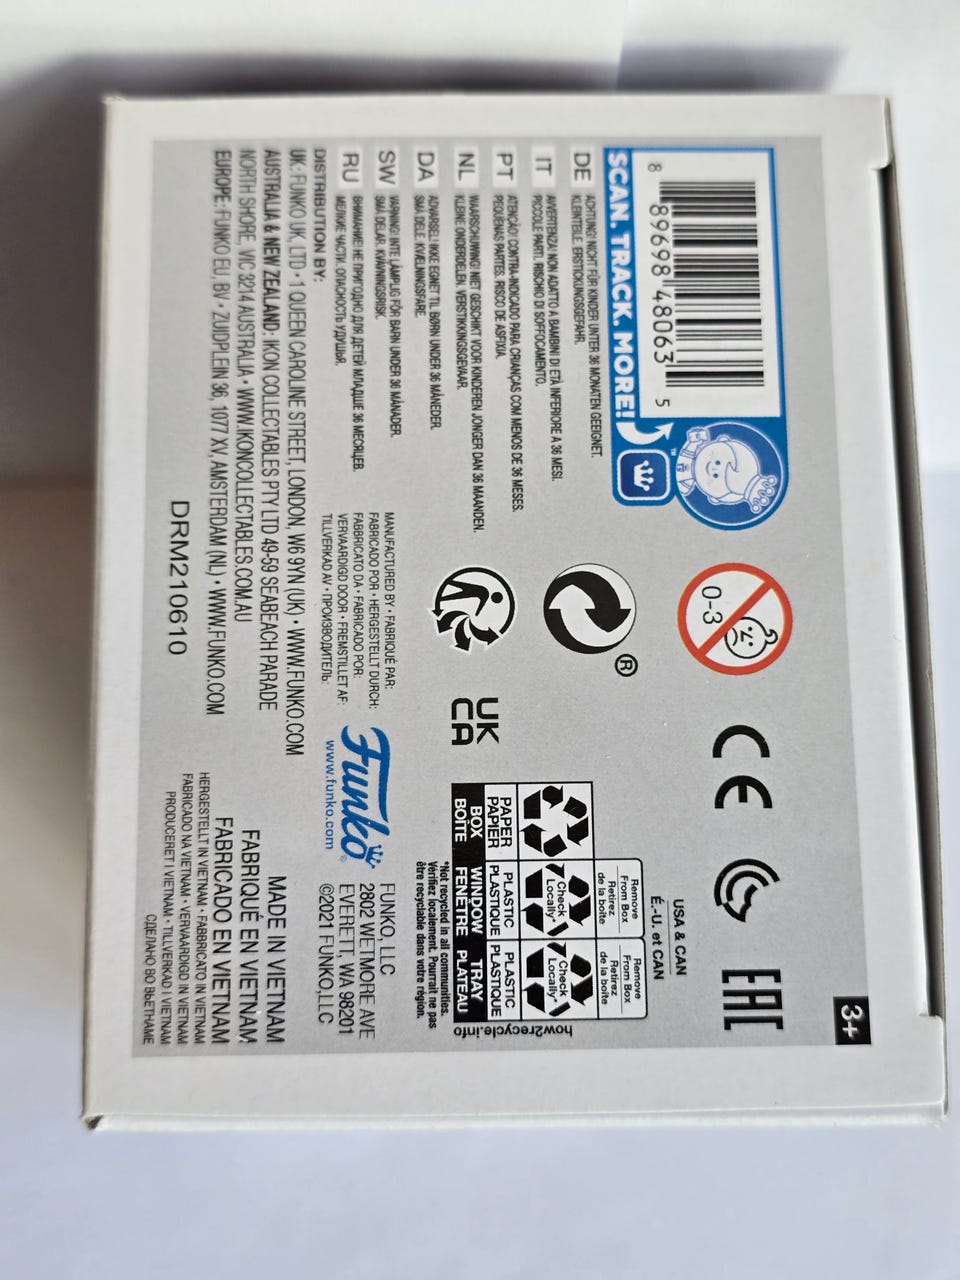 3+
8 89698 48063 5
SCAN. TRACK. MORE!
TM
0-3
CE
EAC
DE ACHTUNG! NICHT FÜR KINDER UNTER 36 MONATEN GEEIGNET.
KLEINTEILE. ERSTICKUNGSGEFAHR.
IT AVVERTENZA! NON ADATTO A BAMBINI DI ETÀ INFERIORE A 36 MESI.
PICCOLE PARTI. RISCHIO DI SOFFOCAMENTO.
PT ATENÇÃO! CONTRA-INDICADO PARA CRIANÇAS COM MENOS DE 36 MESES.
PEQUENAS PARTES. RISCO DE ASFIXIA.
NL WAARSCHUWING! NIET GESCHIKT VOOR KINDEREN JONGER DAN 36 MAANDEN.
KLEINE ONDERDELEN. VERSTIKKINGSGEVAAR.
DA ADVARSEL! IKKE EGNET TIL BØRN UNDER 36 MÅNEDER.
SMÅ DELE. KVÆLNINGSFARE.
SW VARNING! INTE LÄMPLIG FÖR BARN UNDER 36 MÅNADER.
SMÅ DELAR. KVÄVNINGSRISK.
RU ВНИМАНИЕ! НЕ ПРИГОДНО ДЛЯ ДЕТЕЙ МЛАДШЕ 36 МЕСЯЦЕВ.
МЕЛКИЕ ЧАСТИ. ОПАСНОСТЬ УДУШЬЯ.
®
UK
CA
USA & CAN
É.-U. et CAN
Remove
From Box
Retirez
de la boîte
Remove
From Box
Retirez
de la boîte
Check
Locally*
Check
Locally*
PAPER
PAPIER
PLASTIC
PLASTIQUE
PLASTIC
PLASTIQUE
BOX
BOÎTE
WINDOW
FENÊTRE
TRAY
PLATEAU
how2recycle.info
*Not recycled in all communities.
Vérifiez localement. Pourrait ne pas
être recyclable dans votre région.
DISTRIBUTION BY:
UK: FUNKO UK, LTD • 1 QUEEN CAROLINE STREET, LONDON, W6 9YN (UK) • WWW.FUNKO.COM
AUSTRALIA & NEW ZEALAND: IKON COLLECTABLES PTY LTD 49-59 SEABEACH PARADE
NORTH SHORE, VIC 3214 AUSTRALIA • WWW.IKONCOLLECTABLES.COM.AU
EUROPE: FUNKO EU BV • ZUIDPLEIN 36, 1077 XV, AMSTERDAM (NL) • WWW.FUNKO.COM
DRM210610
MANUFACTURED BY • FABRIQUÉ PAR:
FABRICADO POR • HERGESTELLT DURCH:
FABBRICATO DA • FABRICADO POR:
VERVAARDIGD DOOR • FREMSTILLET AF:
TILLVERKAD AV • ПРОИЗВОДИТЕЛЬ:
Funko
www.funko.com
FUNKO, LLC
2802 WETMORE AVE
EVERETT, WA 98201
©2021 FUNKO,LLC
MADE IN VIETNAM
FABRIQUÉ EN VIETNAM
FABRICADO EN VIETNAM
HERGESTELLT IN VIETNAM • FABBRICATO IN VIETNAM
FABRICADO NA VIETNAM • VERVAARDIGD IN VIETNAM
PRODUCERET I VIETNAM • TILLVERKAD I VIETNAM
СДЕЛАНО ВО ВЬЕТНАМЕ